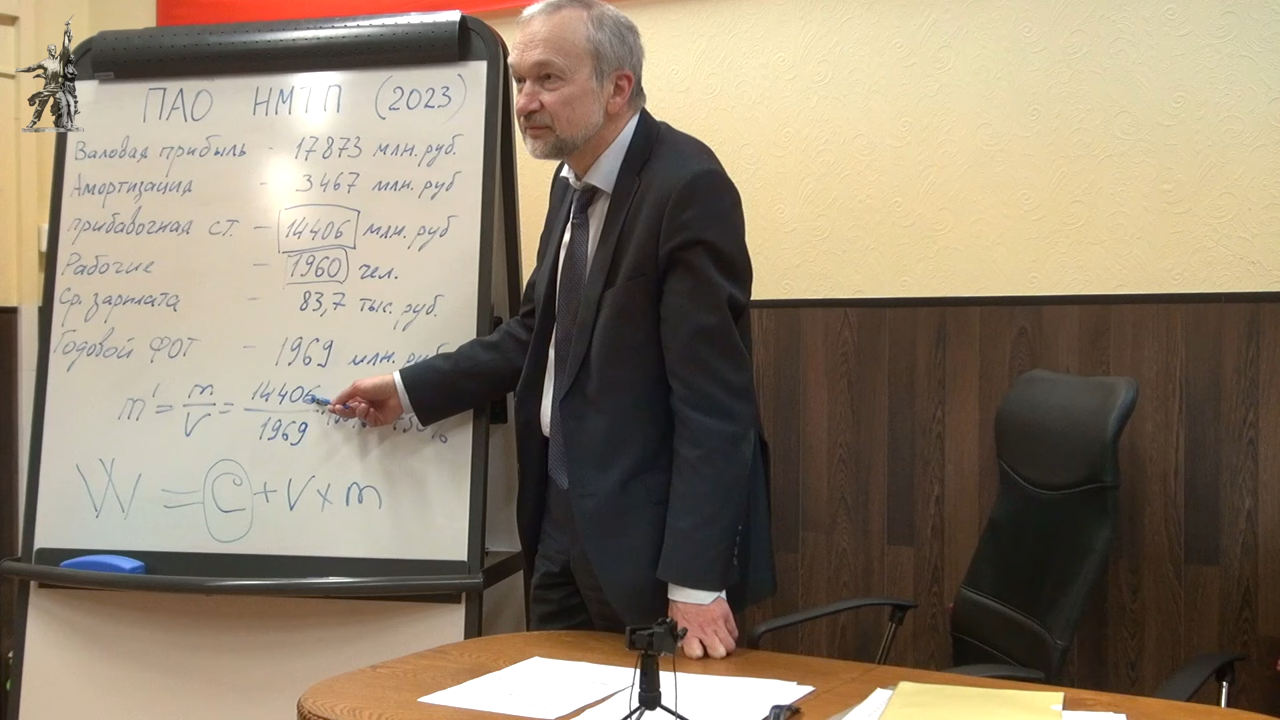 ПАО НМТП (2023)
Валовая прибыль - 17873 млн. руб.
Амортизация - 3467 млн. руб
прибавочная ст. - 14406 млн. руб
Рабочие - 1960 чел.
Ср. зарплата - 83,7 тыс. руб.
Годовой ФОТ - 1969 млн. руб
m' = m/v = 14406/1969
W = C + V x m